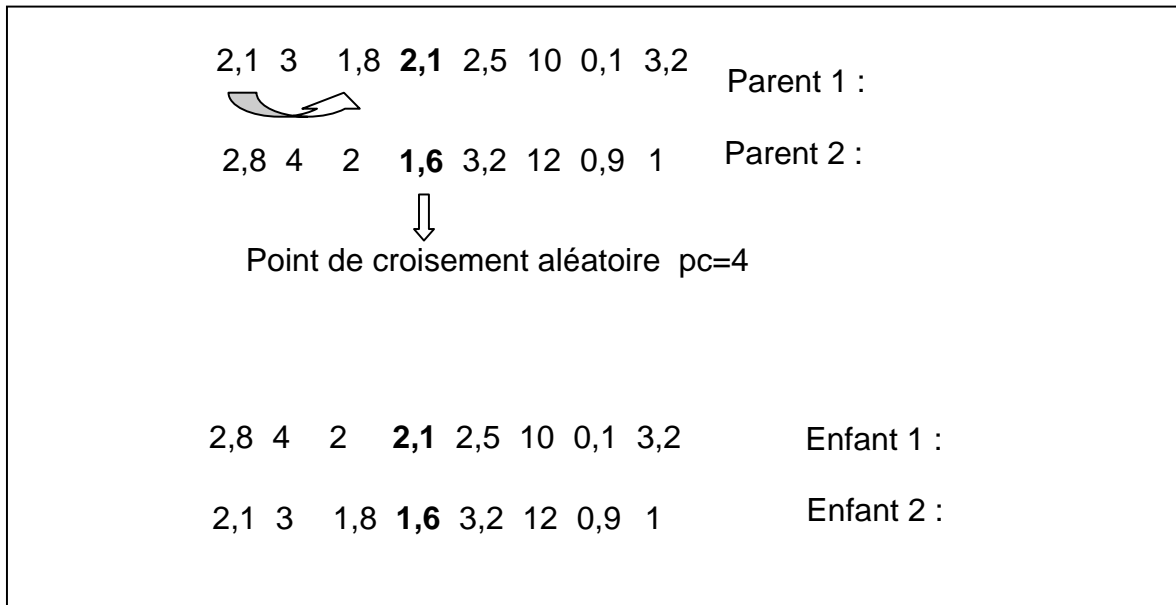 2,1 3 1,8 2,1 2,5 10 0,1 3,2 Parent 1 :
2,8 4 2 1,6 3,2 12 0,9 1 Parent 2 :
Point de croisement aléatoire pc=4
2,8 4 2 2,1 2,5 10 0,1 3,2 Enfant 1 :
2,1 3 1,8 1,6 3,2 12 0,9 1 Enfant 2 :